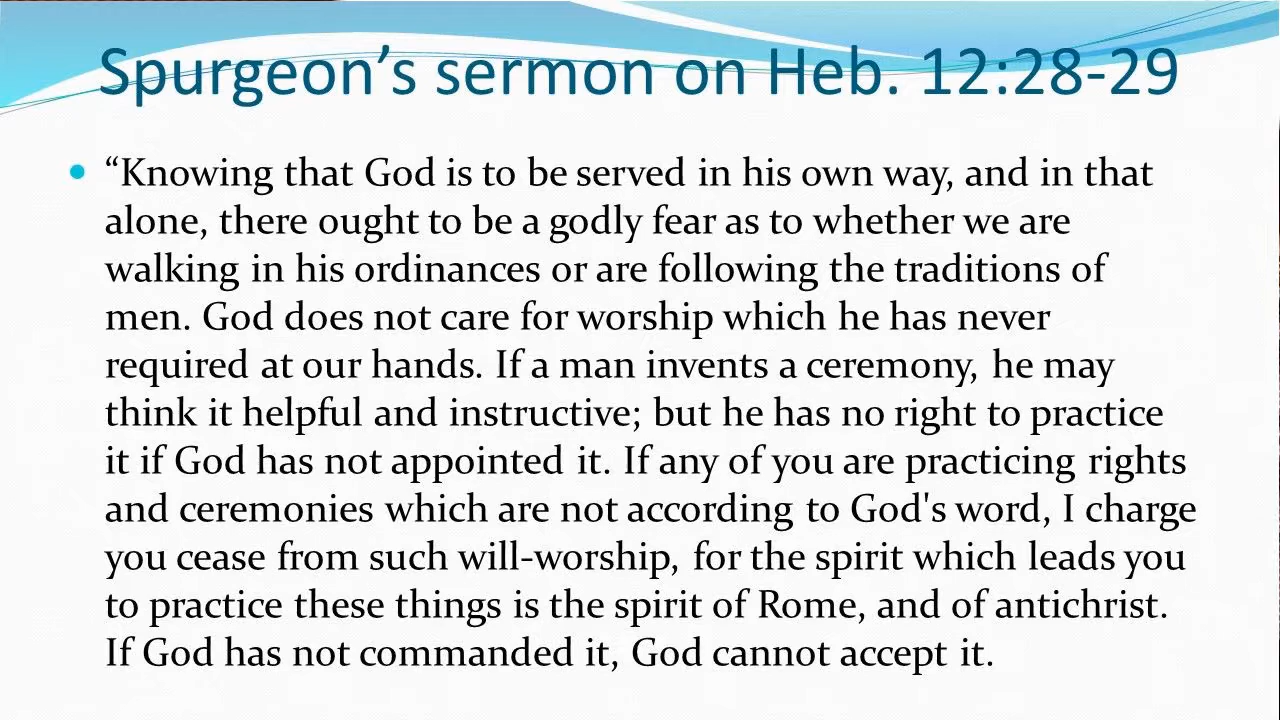 Spurgeon’s sermon on Heb. 12:28-29
• “Knowing that God is to be served in his own way, and in that
alone, there ought to be a godly fear as to whether we are
walking in his ordinances or are following the traditions of
men. God does not care for worship which he has never
required at our hands. If a man invents a ceremony, he may
think it helpful and instructive; but he has no right to practice
it if God has not appointed it. If any of you are practicing rights
and ceremonies which are not according to God's word, I charge
you cease from such will-worship, for the spirit which leads you
to practice these things is the spirit of Rome, and of antichrist.
If God has not commanded it, God cannot accept it.